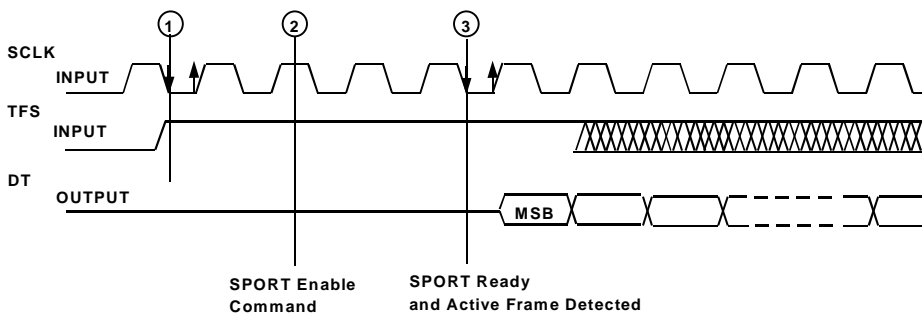 1 2 3
SCLK
INPUT
TFS
INPUT
DT
OUTPUT
MSB
SPORT Enable
Command
SPORT Ready
and Active Frame Detected